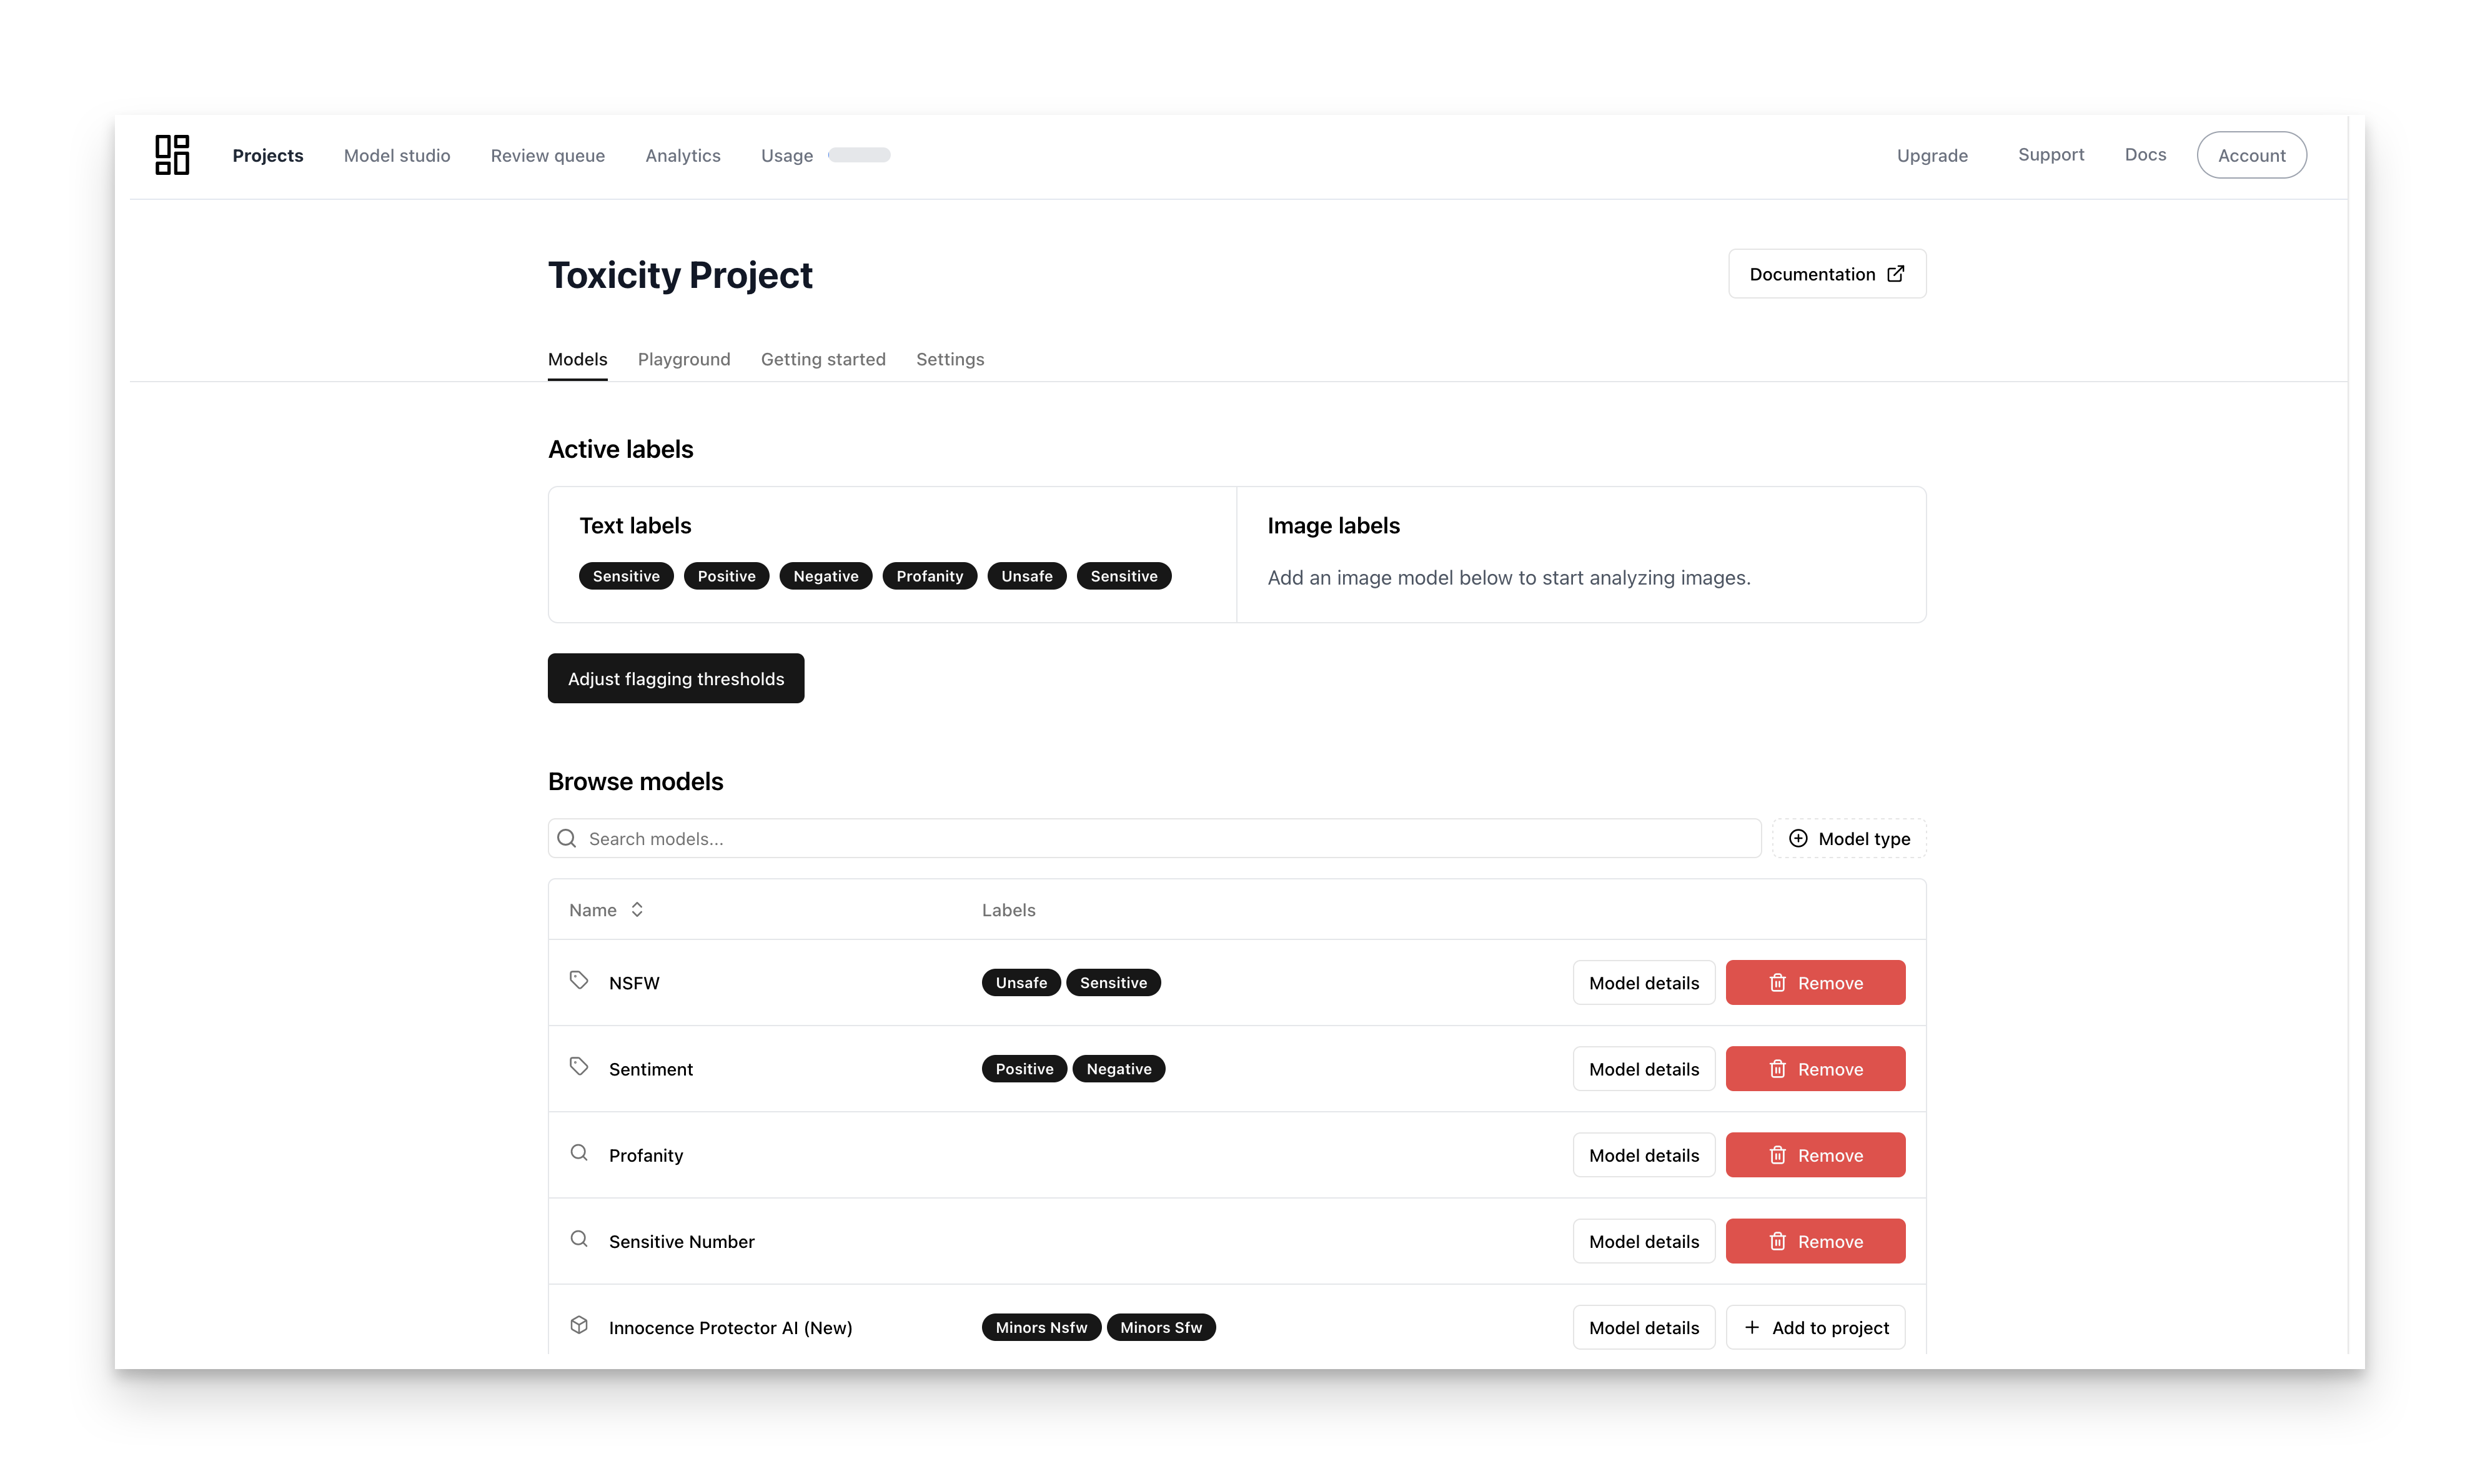 Projects Model studio Review queue Analytics Usage Upgrade Support Docs Account
Toxicity Project Documentation
Models Playground Getting started Settings
Active labels
Text labels
Sensitive Positive Negative Profanity Unsafe Sensitive
Image labels
Add an image model below to start analyzing images.
Adjust flagging thresholds
Browse models
Search models... Model type
Name Labels
NSFW Unsafe Sensitive Model details Remove
Sentiment Positive Negative Model details Remove
Profanity Model details Remove
Sensitive Number Model details Remove
Innocence Protector AI (New) Minors Nsfw Minors Sfw Model details Add to project